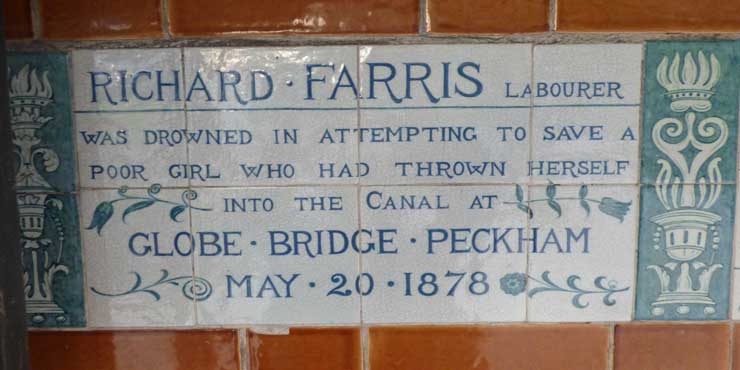 RICHARD · FARRIS LABOURER
WAS DROWNED IN ATTEMPTING TO SAVE A
POOR GIRL WHO HAD THROWN HERSELF
INTO THE CANAL AT
GLOBE · BRIDGE · PECKHAM
MAY · 20 · 1878